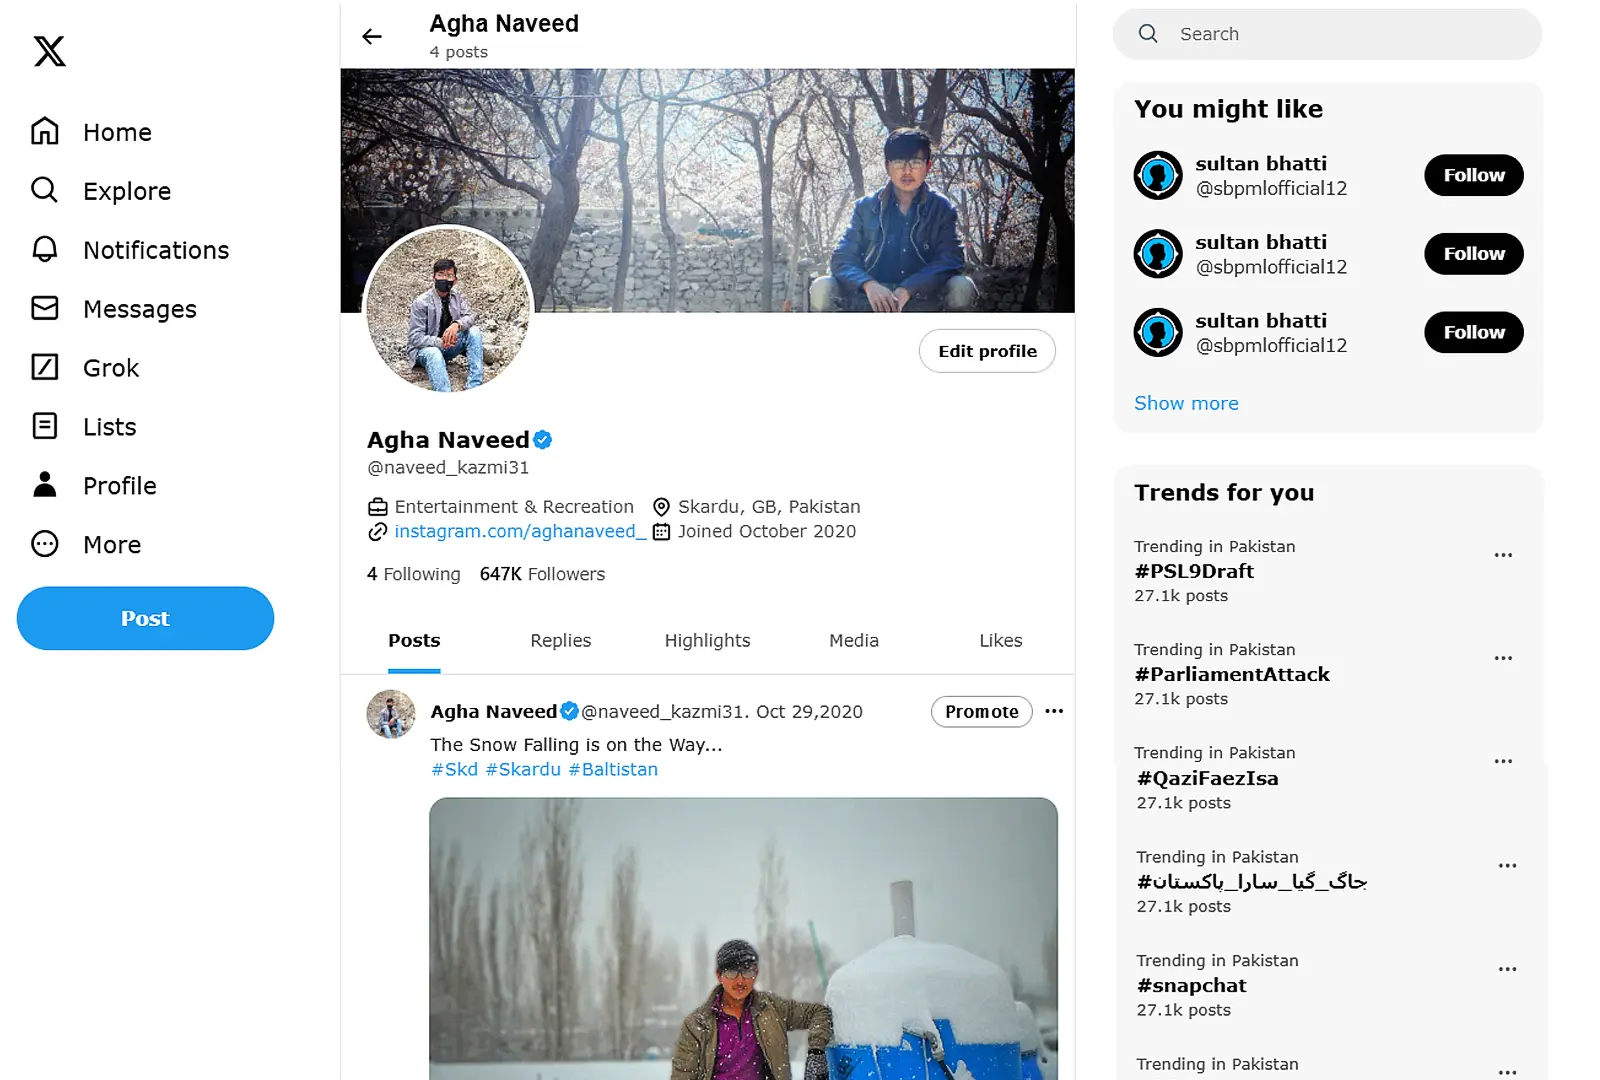 Home
Explore
Notifications
Messages
Grok
Lists
Profile
More
Post
Agha Naveed
4 posts
Edit profile
Agha Naveed
@naveed_kazmi31
Entertainment & Recreation
Skardu, GB, Pakistan
instagram.com/aghanaveed_
Joined October 2020
4 Following 647K Followers
Posts Replies Highlights Media Likes
Agha Naveed @naveed_kazmi31. Oct 29,2020
Promote
The Snow Falling is on the Way...
#Skd #Skardu #Baltistan
Search
You might like
sultan bhatti
@sbpmlofficial12
Follow
sultan bhatti
@sbpmlofficial12
Follow
sultan bhatti
@sbpmlofficial12
Follow
Show more
Trends for you
Trending in Pakistan
#PSL9Draft
27.1k posts
Trending in Pakistan
#ParliamentAttack
27.1k posts
Trending in Pakistan
#QaziFaezIsa
27.1k posts
Trending in Pakistan
#جاگ_گیا_سارا_پاکستان
27.1k posts
Trending in Pakistan
#snapchat
27.1k posts
Trending in Pakistan